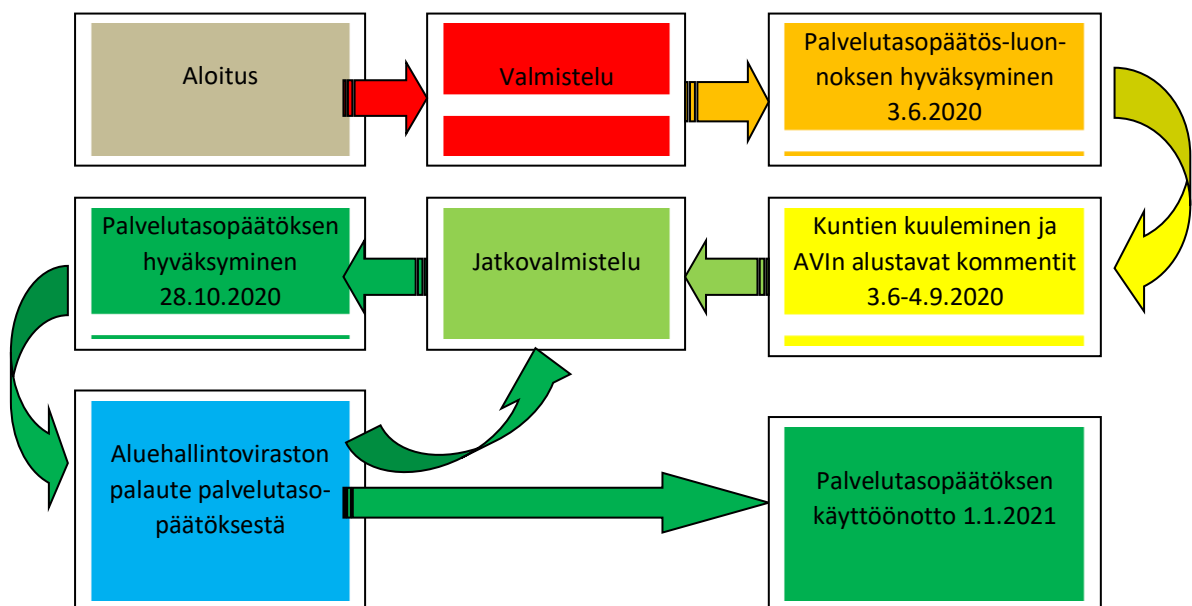 Aloitus
Valmistelu
Palvelutasopäätös-luon-
noksen hyväksyminen
3.6.2020
Kuntien kuuleminen ja
AVIn alustavat kommentit
3.6-4.9.2020
Jatkovalmistelu
Palvelutasopäätöksen
hyväksyminen
28.10.2020
Aluehallintoviraston
palaute palvelutaso-
päätöksestä
Palvelutasopäätöksen
käyttöönotto 1.1.2021